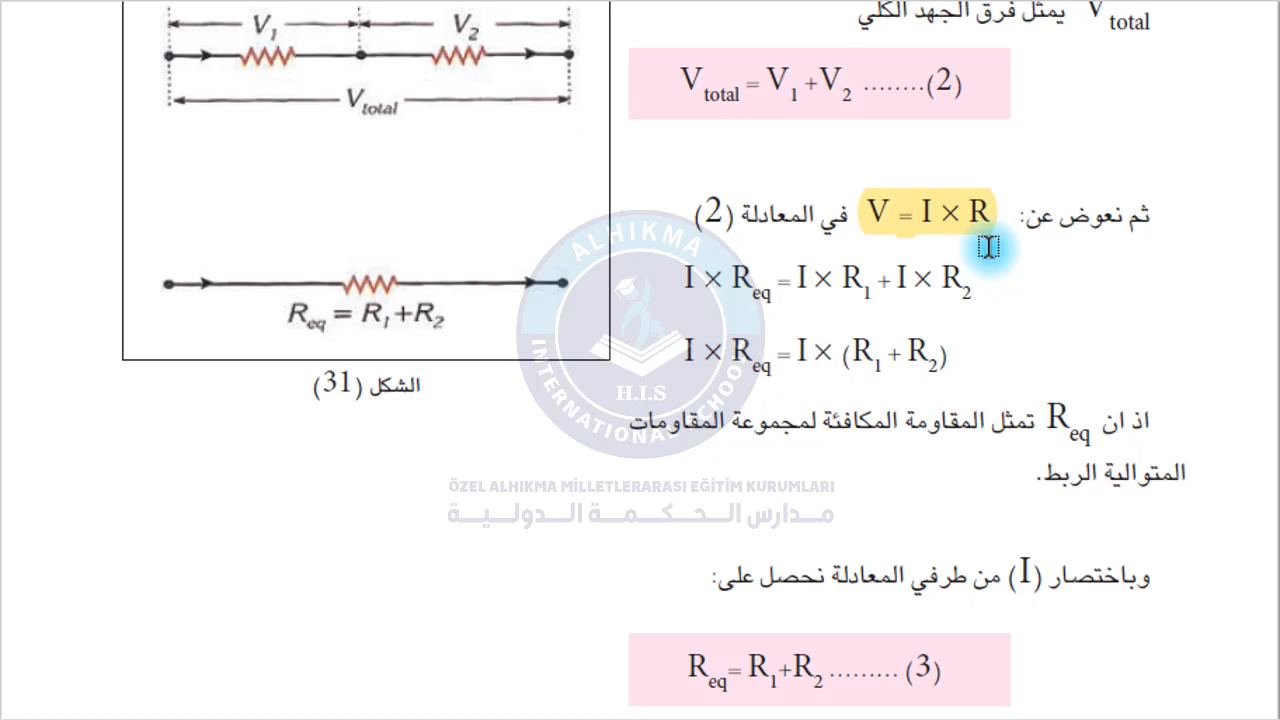 V₁ V₂
V_total
R_eq = R₁+R₂
الشكل (31)
V_total يمثل فرق الجهد الكلي
V_total = V₁ +V₂ ........(2)
ثم نعوض عن: V = I × R في المعادلة (2)
I × R_eq = I × R₁ + I × R₂
I × R_eq = I × (R₁ + R₂)
اذ ان R_eq تمثل المقاومة المكافئة لمجموعة المقاومات
المتوالية الربط.
وباختصار (I) من طرفي المعادلة نحصل على:
R_eq= R₁+R₂ ......... (3)
ALHIKMA
INTERNATIONAL SCHOOL
H.I.S
ÖZEL ALHIKMA MİLLETLERARASI EĞİTİM KURUMLARI
مـدارس الـحـكـمـة الـدولـيـة